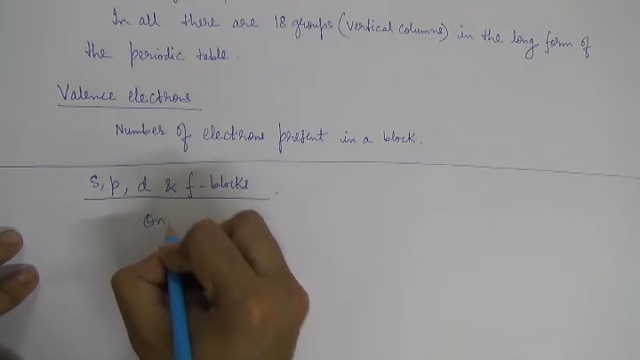 In all there are 18 groups (vertical columns) in the long form of
the periodic table.
Valence electrons
Number of electrons present in a block.
s, p, d & f-blocks.
On